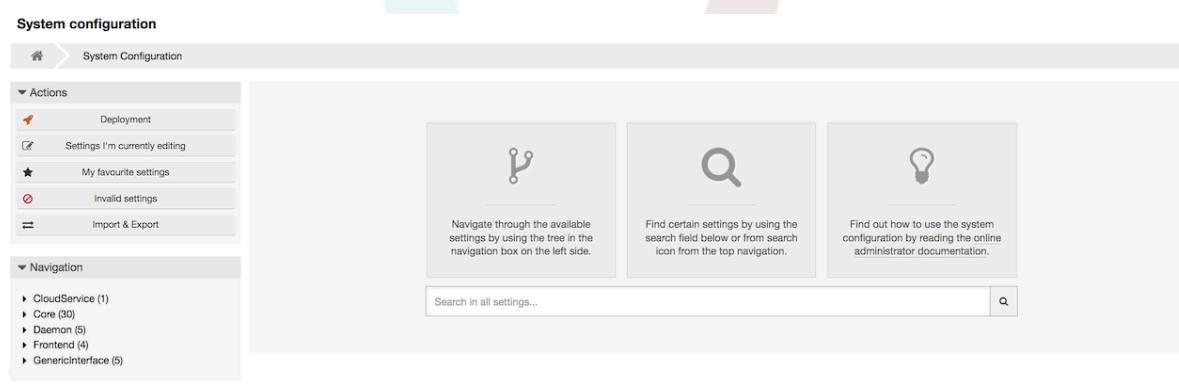 System configuration
System Configuration
Actions
Deployment
Settings I'm currently editing
My favourite settings
Invalid settings
Import & Export
Navigation
CloudService (1)
Core (30)
Daemon (5)
Frontend (4)
GenericInterface (5)
Navigate through the available
settings by using the tree in the
navigation box on the left side.
Find certain settings by using the
search field below or from search
icon from the top navigation.
Find out how to use the system
configuration by reading the online
administrator documentation.
Search in all settings...